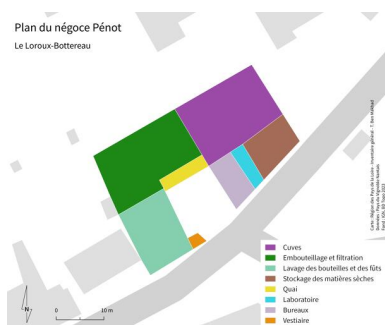 Plan du négoce Pénot
Le Loroux-Bottereau
Cuves
Embouteillage et filtration
Lavage des bouteilles et des fûts
Stockage des matières sèches
Quai
Laboratoire
Bureaux
Vestiaire
N
0 10 m